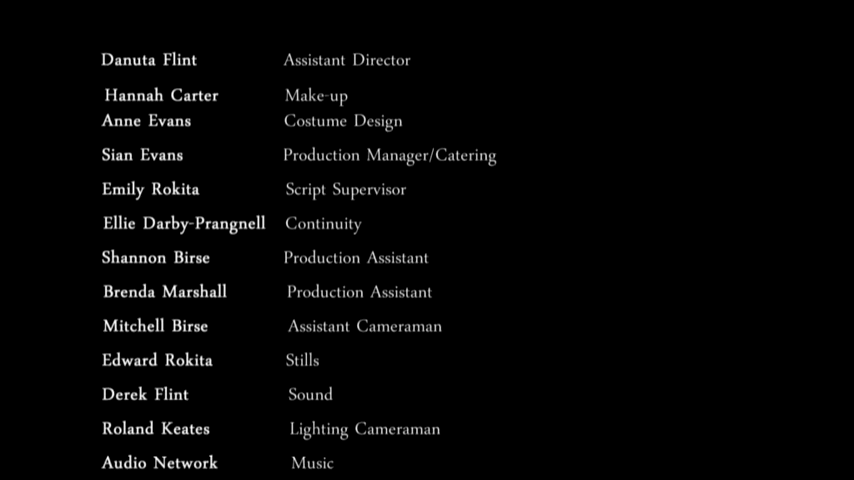 Danuta Flint Assistant Director
Hannah Carter Make-up
Anne Evans Costume Design
Sian Evans Production Manager/Catering
Emily Rokita Script Supervisor
Ellie Darby-Prangnell Continuity
Shannon Birse Production Assistant
Brenda Marshall Production Assistant
Mitchell Birse Assistant Cameraman
Edward Rokita Stills
Derek Flint Sound
Roland Keates Lighting Cameraman
Audio Network Music